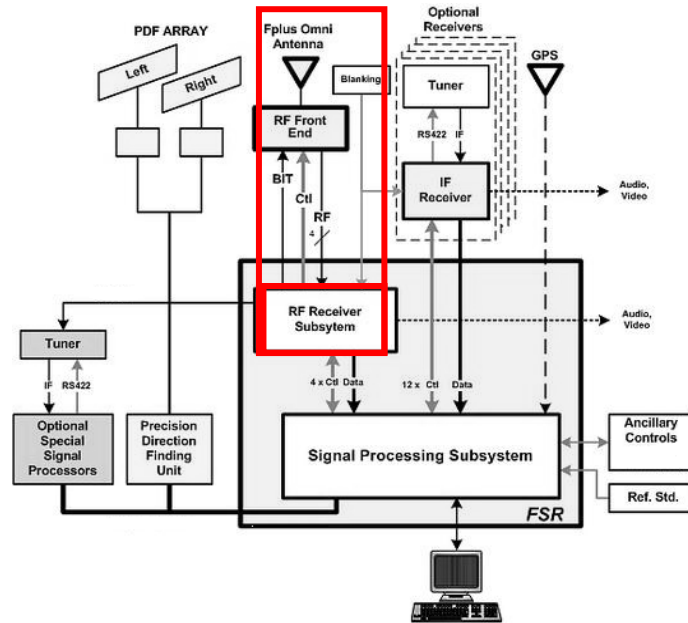 PDF ARRAY
Left
Right
Fplus Omni
Antenna
Blanking
Optional
Receivers
GPS
Tuner
RS422
IF
RF Front
End
IF
Receiver
Audio,
Video
BIT
Ctl
RF
4
RF Receiver
Subsytem
Audio,
Video
Tuner
IF
RS422
4 x Ctl
Data
12 x Ctl
Data
Optional
Special
Signal
Processors
Precision
Direction
Finding
Unit
Signal Processing Subsystem
Ancillary
Controls
Ref. Std.
FSR